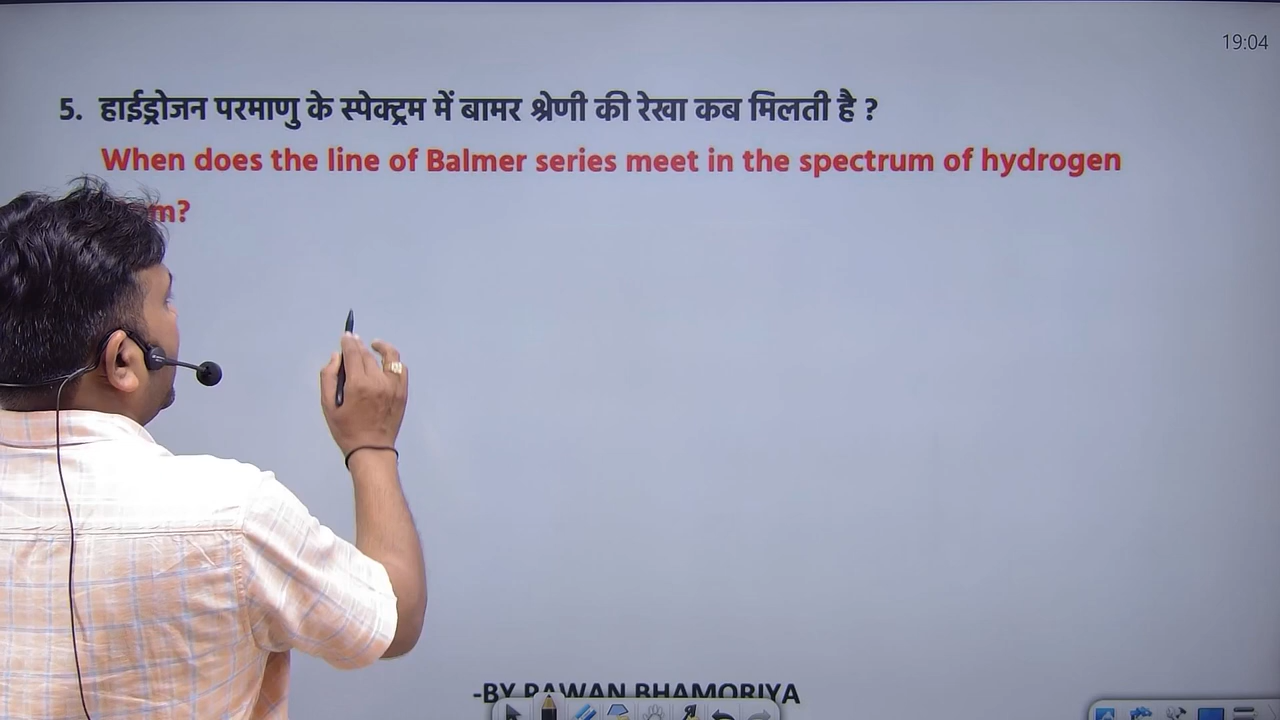 19:04
5. हाईड्रोजन परमाणु के स्पेक्ट्रम में बामर श्रेणी की रेखा कब मिलती है ?
When does the line of Balmer series meet in the spectrum of hydrogen
-BY PAWAN BHAMORIYA